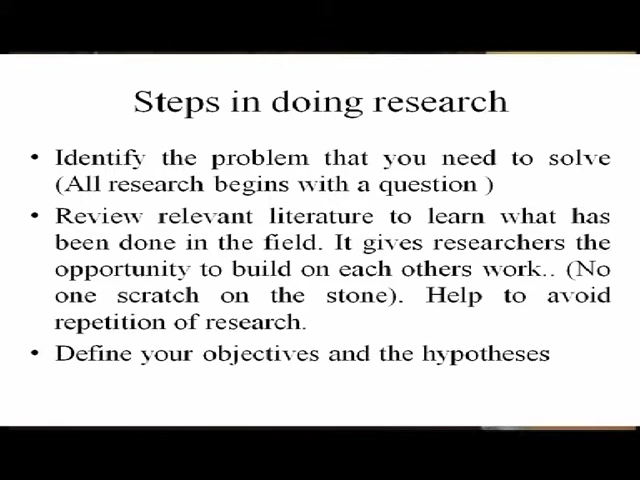 Steps in doing research
• Identify the problem that you need to solve
(All research begins with a question )
• Review relevant literature to learn what has
been done in the field. It gives researchers the
opportunity to build on each others work.. (No
one scratch on the stone). Help to avoid
repetition of research.
• Define your objectives and the hypotheses